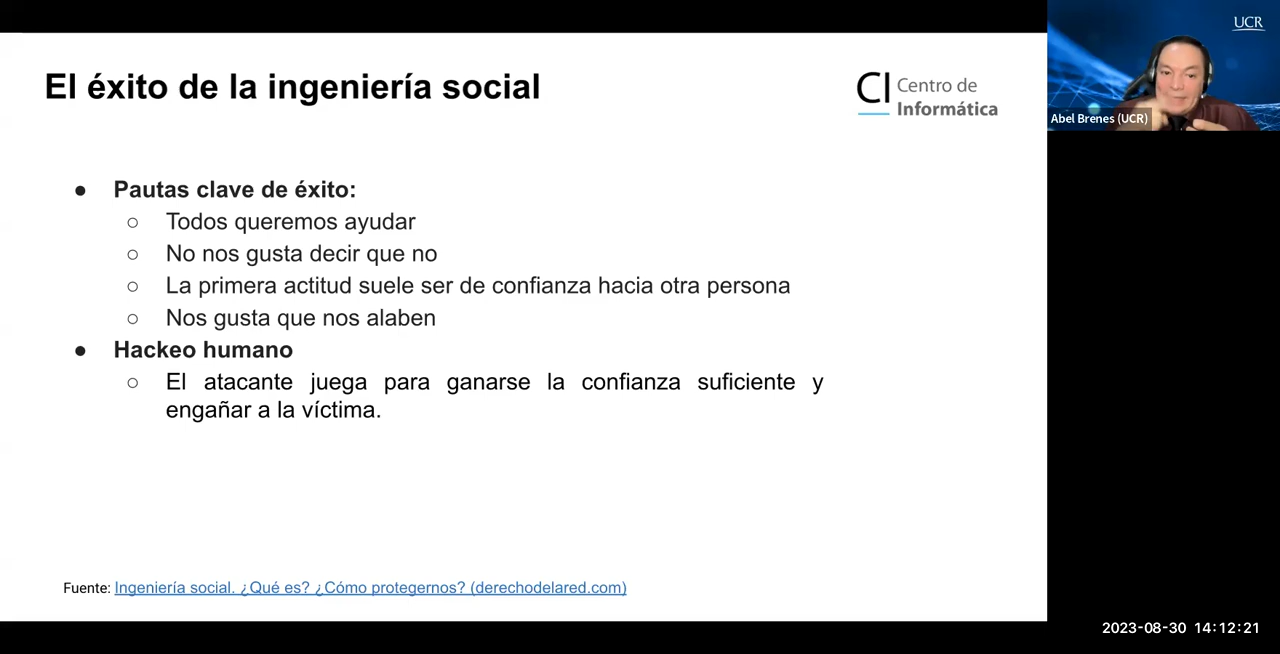 El éxito de la ingeniería social
CI Centro de
Informática
UCR
Abel Brenes (UCR)
● Pautas clave de éxito:
○ Todos queremos ayudar
○ No nos gusta decir que no
○ La primera actitud suele ser de confianza hacia otra persona
○ Nos gusta que nos alaben
● Hackeo humano
○ El atacante juega para ganarse la confianza suficiente y
engañar a la víctima.
Fuente: Ingeniería social. ¿Qué es? ¿Cómo protegernos? (derechodelared.com)
2023-08-30 14:12:21